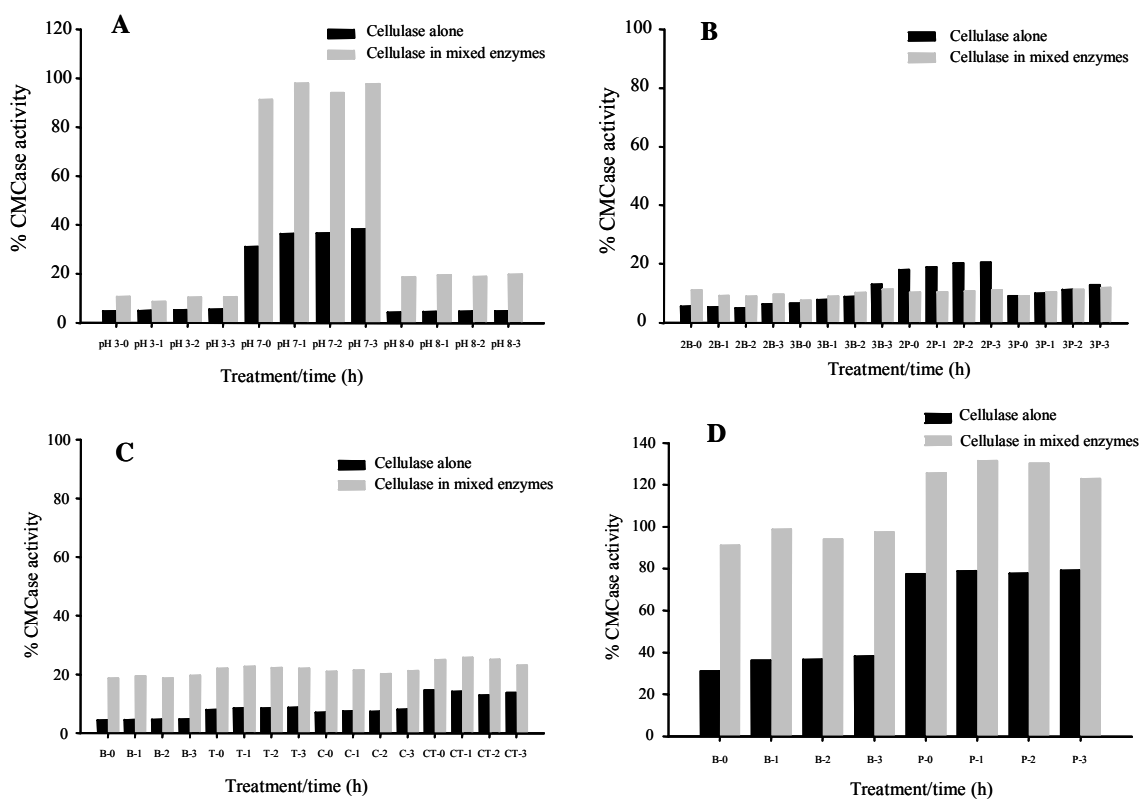 A
Cellulase alone
Cellulase in mixed enzymes
% CMCase activity
120
100
80
60
40
20
0
pH 3-0 pH 3-1 pH 3-2 pH 3-3 pH 7-0 pH 7-1 pH 7-2 pH 7-3 pH 8-0 pH 8-1 pH 8-2 pH 8-3
Treatment/time (h)
B
Cellulase alone
Cellulase in mixed enzymes
% CMCase activity
100
80
60
40
20
0
2B-0 2B-1 2B-2 2B-3 3B-0 3B-1 3B-2 3B-3 2P-0 2P-1 2P-2 2P-3 3P-0 3P-1 3P-2 3P-3
Treatment/time (h)
C
Cellulase alone
Cellulase in mixed enzymes
% CMCase activity
100
80
60
40
20
0
B-0 B-1 B-2 B-3 T-0 T-1 T-2 T-3 C-0 C-1 C-2 C-3 CT-0 CT-1 CT-2 CT-3
Treatment/time (h)
D
Cellulase alone
Cellulase in mixed enzymes
% CMCase activity
140
120
100
80
60
40
20
0
B-0 B-1 B-2 B-3 P-0 P-1 P-2 P-3
Treatment/time (h)